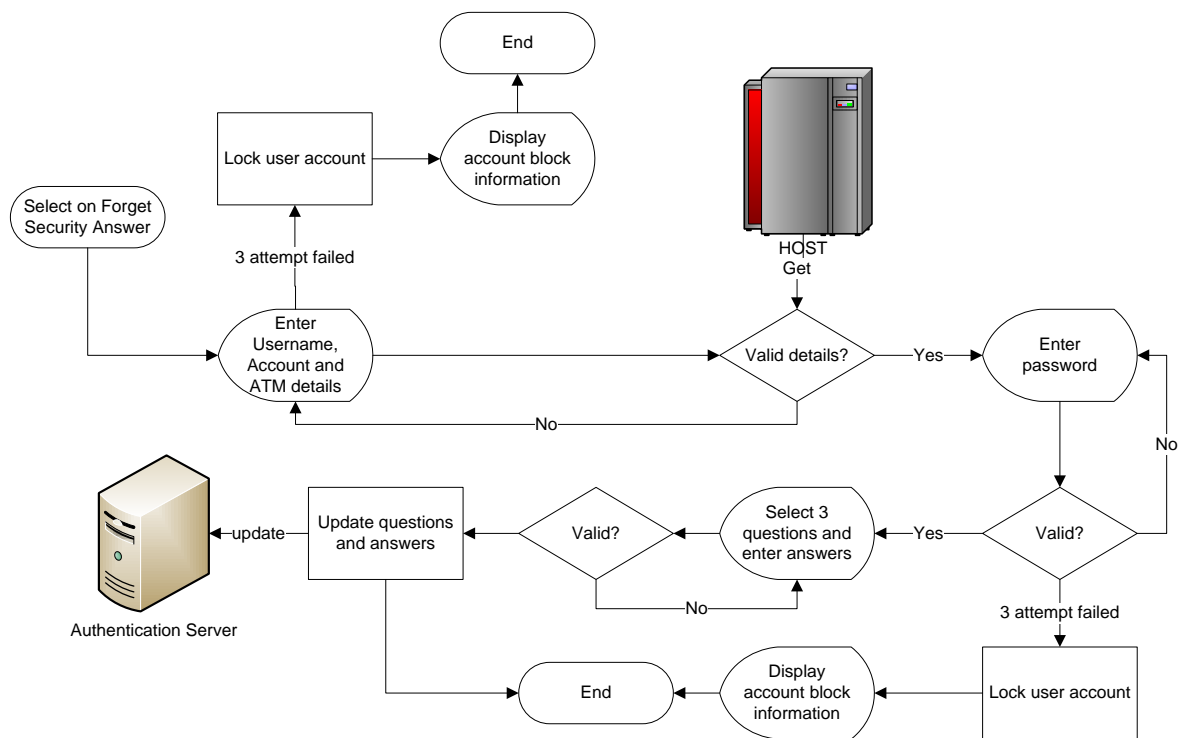 End
Lock user account
Display
account block
information
Select on Forget
Security Answer
3 attempt failed
HOST
Get
Enter
Username,
Account and
ATM details
Valid details?
Yes
Enter
password
No
No
Authentication Server
update
Update questions
and answers
Valid?
Select 3
questions and
enter answers
Yes
Valid?
No
3 attempt failed
End
Display
account block
information
Lock user account